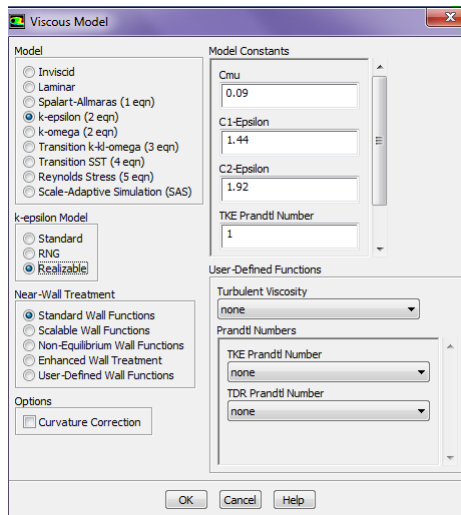 Viscous Model
Model
Inviscid
Laminar
Spalart-Allmaras (1 eqn)
k-epsilon (2 eqn)
k-omega (2 eqn)
Transition k-kl-omega (3 eqn)
Transition SST (4 eqn)
Reynolds Stress (5 eqn)
Scale-Adaptive Simulation (SAS)
k-epsilon Model
Standard
RNG
Realizable
Near-Wall Treatment
Standard Wall Functions
Scalable Wall Functions
Non-Equilibrium Wall Functions
Enhanced Wall Treatment
User-Defined Wall Functions
Options
Curvature Correction
Model Constants
Cmu
0.09
C1-Epsilon
1.44
C2-Epsilon
1.92
TKE Prandtl Number
1
User-Defined Functions
Turbulent Viscosity
none
Prandtl Numbers
TKE Prandtl Number
none
TDR Prandtl Number
none
OK
Cancel
Help